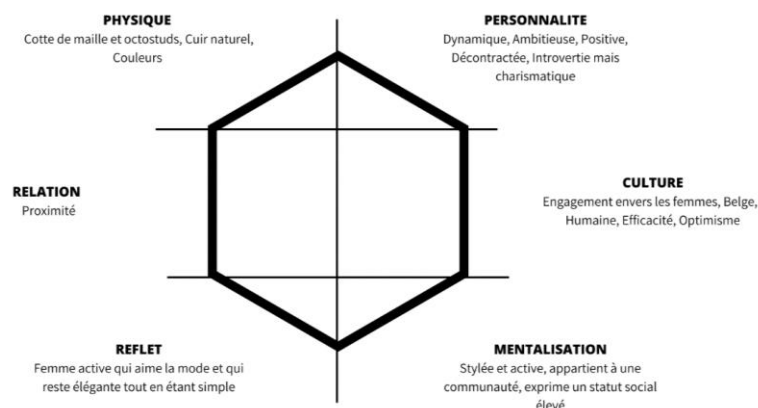 PHYSIQUE
Cotte de maille et octostuds, Cuir naturel,
Couleurs
PERSONNALITE
Dynamique, Ambitieuse, Positive,
Décontractée, Introvertie mais
charismatique
RELATION
Proximité
CULTURE
Engagement envers les femmes, Belge,
Humaine, Efficacité, Optimisme
REFLET
Femme active qui aime la mode et qui
reste élégante tout en étant simple
MENTALISATION
Stylée et active, appartient à une
communauté, exprime un statut social
élevé